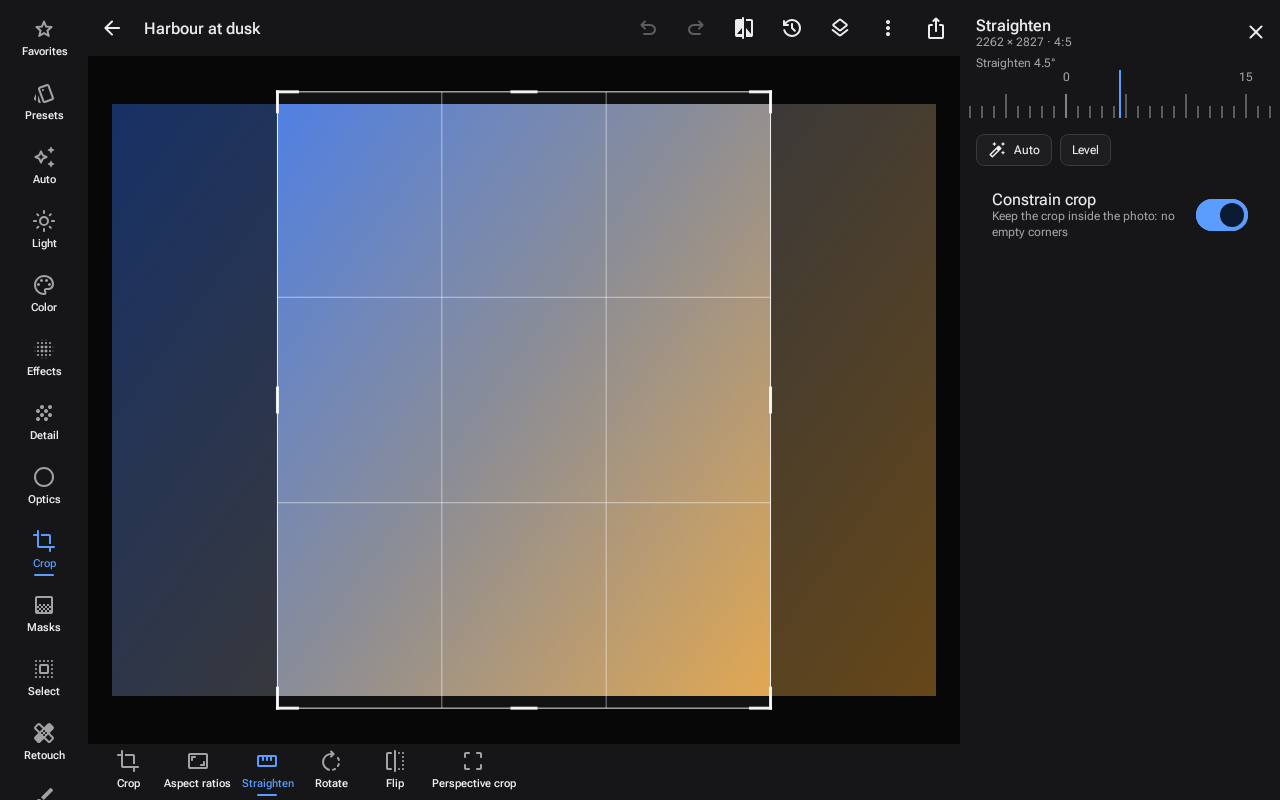 Favorites
Presets
Auto
Light
Color
Effects
Detail
Optics
Crop
Masks
Select
Retouch
Harbour at dusk
Crop
Aspect ratios
Straighten
Rotate
Flip
Perspective crop
Straighten
2262 × 2827 · 4:5
Straighten 4.5°
0
15
Auto
Level
Constrain crop
Keep the crop inside the photo: no
empty corners